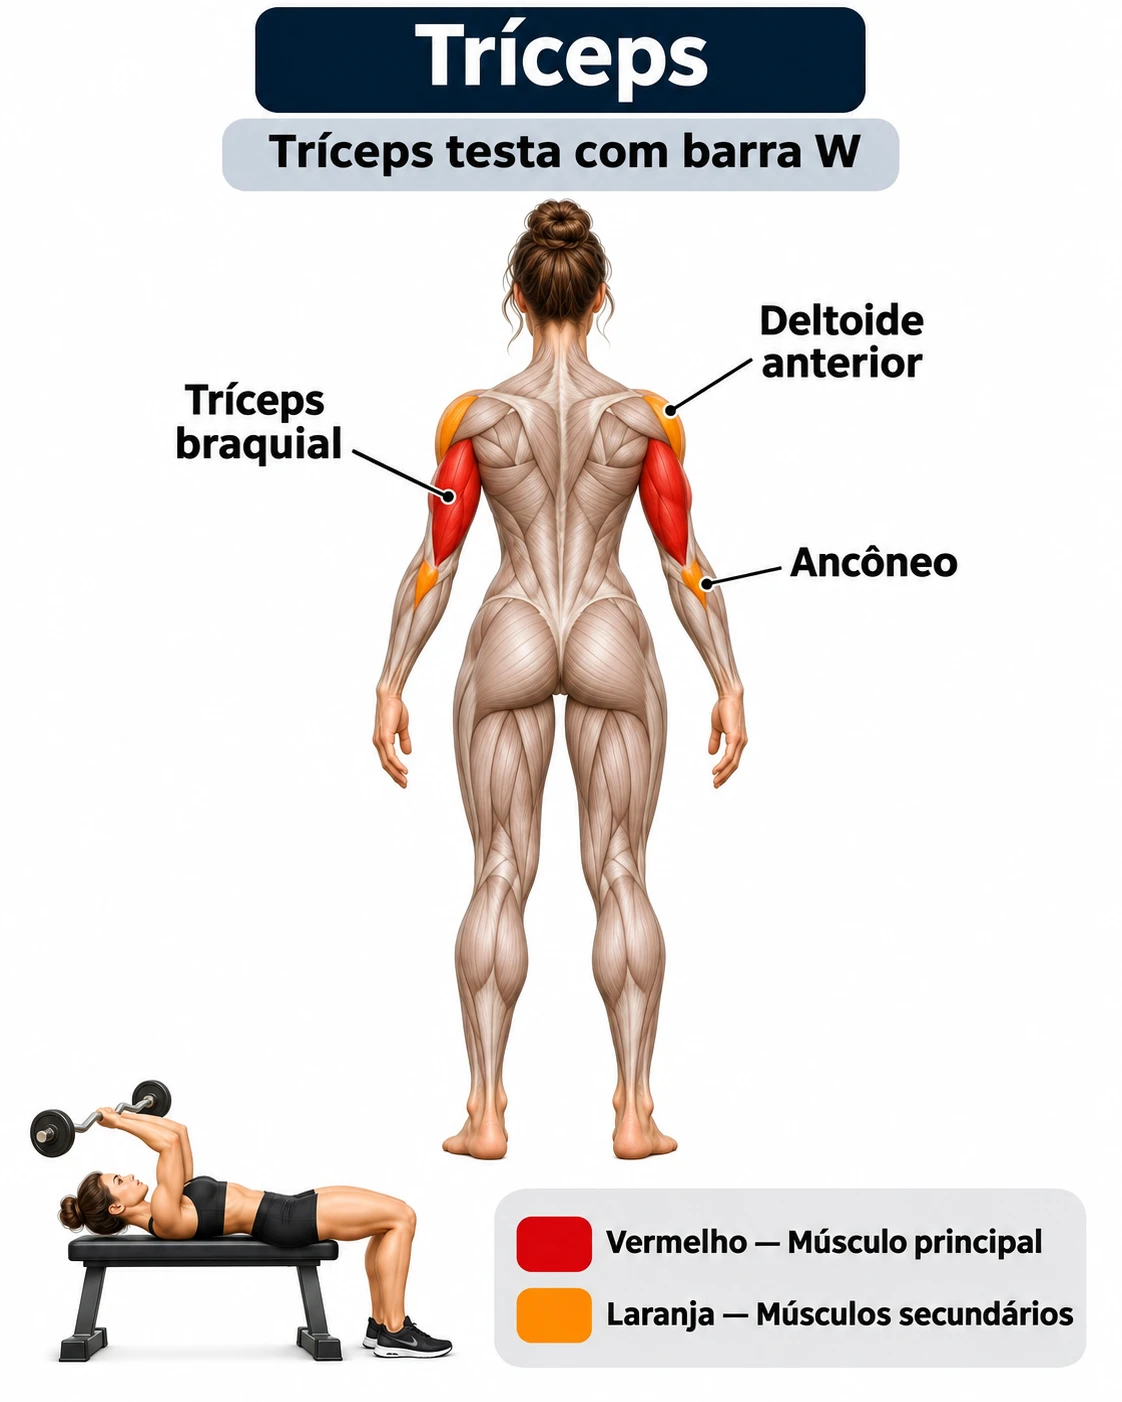 Tríceps
Tríceps testa com barra W
Deltoide
anterior
Tríceps
braquial
Ancôneo
Vermelho — Músculo principal
Laranja — Músculos secundários